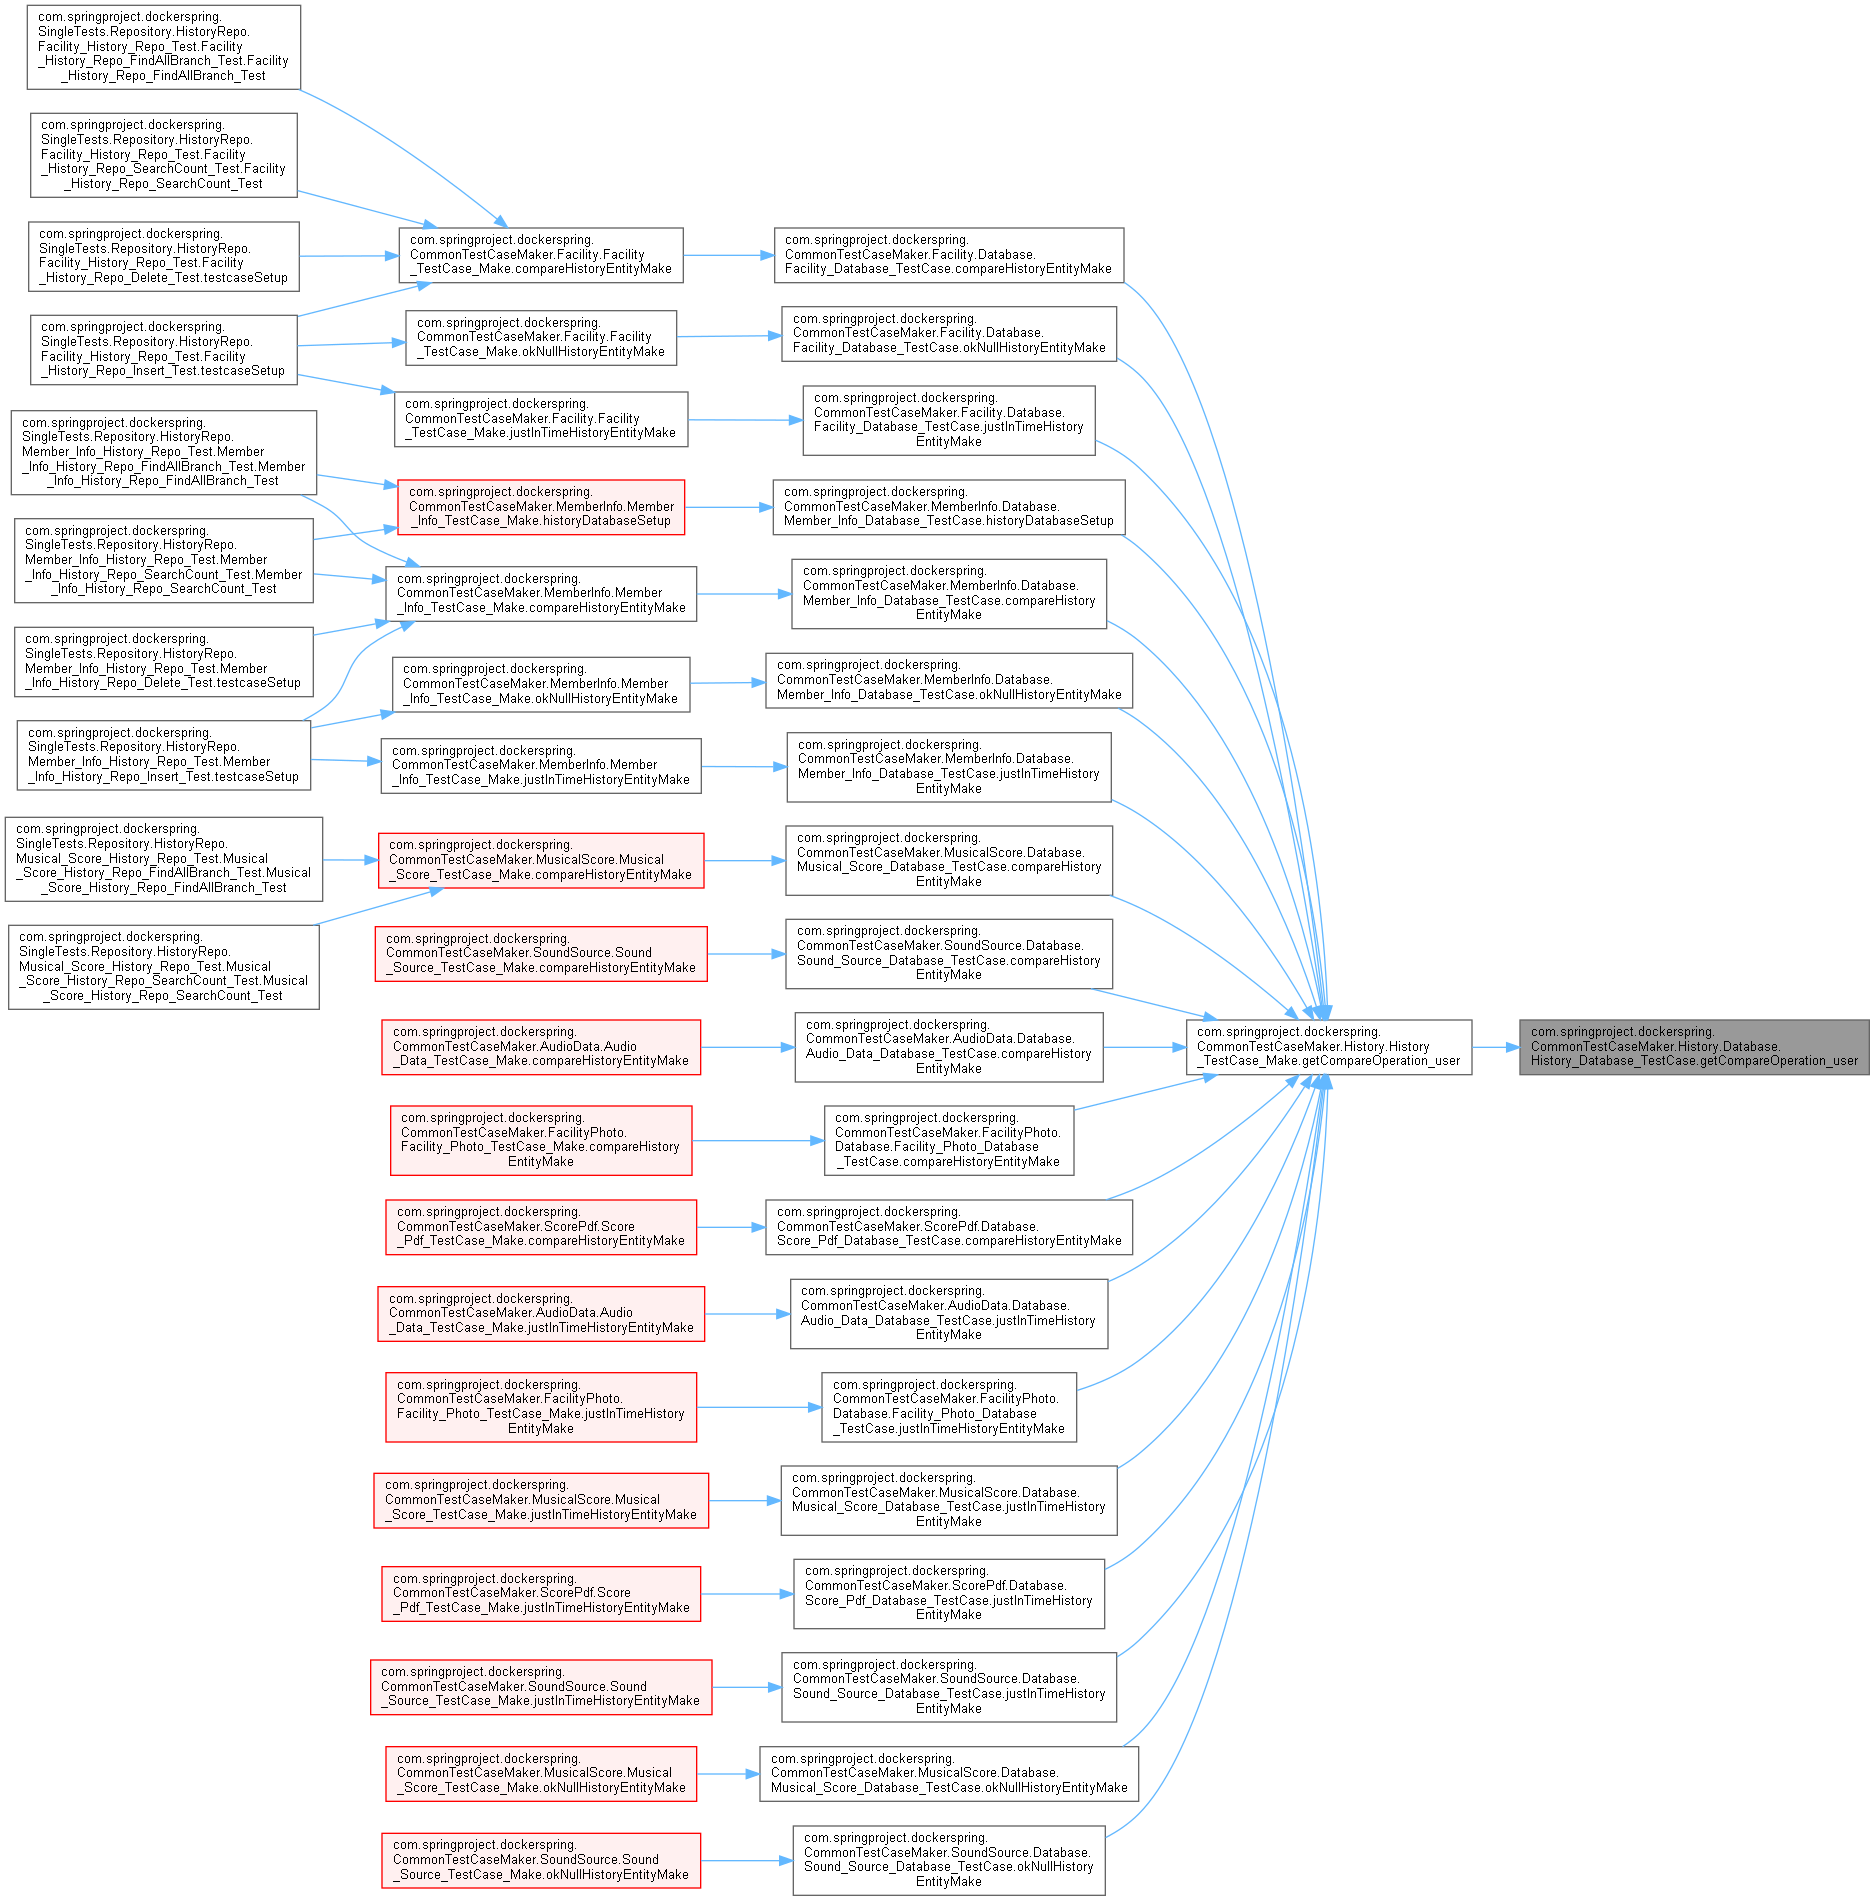 com.springproject.dockerspring.
SingleTests.Repository.HistoryRepo.
Facility_History_Repo_Test.Facility
_History_Repo_FindAllBranch_Test.Facility
_History_Repo_FindAllBranch_Test
com.springproject.dockerspring.
SingleTests.Repository.HistoryRepo.
Facility_History_Repo_Test.Facility
_History_Repo_SearchCount_Test.Facility
_History_Repo_SearchCount_Test
com.springproject.dockerspring.
SingleTests.Repository.HistoryRepo.
Facility_History_Repo_Test.Facility
_History_Repo_Delete_Test.testcaseSetup
com.springproject.dockerspring.
SingleTests.Repository.HistoryRepo.
Facility_History_Repo_Test.Facility
_History_Repo_Insert_Test.testcaseSetup
com.springproject.dockerspring.
SingleTests.Repository.HistoryRepo.
Member_Info_History_Repo_Test.Member
_Info_History_Repo_FindAllBranch_Test.Member
_Info_History_Repo_FindAllBranch_Test
com.springproject.dockerspring.
SingleTests.Repository.HistoryRepo.
Member_Info_History_Repo_Test.Member
_Info_History_Repo_SearchCount_Test.Member
_Info_History_Repo_SearchCount_Test
com.springproject.dockerspring.
SingleTests.Repository.HistoryRepo.
Member_Info_History_Repo_Test.Member
_Info_History_Repo_Delete_Test.testcaseSetup
com.springproject.dockerspring.
SingleTests.Repository.HistoryRepo.
Member_Info_History_Repo_Test.Member
_Info_History_Repo_Insert_Test.testcaseSetup
com.springproject.dockerspring.
SingleTests.Repository.HistoryRepo.
Musical_Score_History_Repo_Test.Musical
_Score_History_Repo_FindAllBranch_Test.Musical
_Score_History_Repo_FindAllBranch_Test
com.springproject.dockerspring.
SingleTests.Repository.HistoryRepo.
Musical_Score_History_Repo_Test.Musical
_Score_History_Repo_SearchCount_Test.Musical
_Score_History_Repo_SearchCount_Test
com.springproject.dockerspring.
CommonTestCaseMaker.Facility.Facility
_TestCase_Make.compareHistoryEntityMake
com.springproject.dockerspring.
CommonTestCaseMaker.Facility.Facility
_TestCase_Make.okNullHistoryEntityMake
com.springproject.dockerspring.
CommonTestCaseMaker.Facility.Facility
_TestCase_Make.justInTimeHistoryEntityMake
com.springproject.dockerspring.
CommonTestCaseMaker.MemberInfo.Member
_Info_TestCase_Make.historyDatabaseSetup
com.springproject.dockerspring.
CommonTestCaseMaker.MemberInfo.Member
_Info_TestCase_Make.compareHistoryEntityMake
com.springproject.dockerspring.
CommonTestCaseMaker.MemberInfo.Member
_Info_TestCase_Make.okNullHistoryEntityMake
com.springproject.dockerspring.
CommonTestCaseMaker.MemberInfo.Member
_Info_TestCase_Make.justInTimeHistoryEntityMake
com.springproject.dockerspring.
CommonTestCaseMaker.MusicalScore.Musical
_Score_TestCase_Make.compareHistoryEntityMake
com.springproject.dockerspring.
CommonTestCaseMaker.SoundSource.Sound
_Source_TestCase_Make.compareHistoryEntityMake
com.springproject.dockerspring.
CommonTestCaseMaker.AudioData.Audio
_Data_TestCase_Make.compareHistoryEntityMake
com.springproject.dockerspring.
CommonTestCaseMaker.FacilityPhoto.
Facility_Photo_TestCase_Make.compareHistory
EntityMake
com.springproject.dockerspring.
CommonTestCaseMaker.ScorePdf.Score
_Pdf_TestCase_Make.compareHistoryEntityMake
com.springproject.dockerspring.
CommonTestCaseMaker.AudioData.Audio
_Data_TestCase_Make.justInTimeHistoryEntityMake
com.springproject.dockerspring.
CommonTestCaseMaker.FacilityPhoto.
Facility_Photo_TestCase_Make.justInTimeHistory
EntityMake
com.springproject.dockerspring.
CommonTestCaseMaker.MusicalScore.Musical
_Score_TestCase_Make.justInTimeHistoryEntityMake
com.springproject.dockerspring.
CommonTestCaseMaker.ScorePdf.Score
_Pdf_TestCase_Make.justInTimeHistoryEntityMake
com.springproject.dockerspring.
CommonTestCaseMaker.SoundSource.Sound
_Source_TestCase_Make.justInTimeHistoryEntityMake
com.springproject.dockerspring.
CommonTestCaseMaker.MusicalScore.Musical
_Score_TestCase_Make.okNullHistoryEntityMake
com.springproject.dockerspring.
CommonTestCaseMaker.SoundSource.Sound
_Source_TestCase_Make.okNullHistoryEntityMake
com.springproject.dockerspring.
CommonTestCaseMaker.Facility.Database.
Facility_Database_TestCase.compareHistoryEntityMake
com.springproject.dockerspring.
CommonTestCaseMaker.Facility.Database.
Facility_Database_TestCase.okNullHistoryEntityMake
com.springproject.dockerspring.
CommonTestCaseMaker.Facility.Database.
Facility_Database_TestCase.justInTimeHistory
EntityMake
com.springproject.dockerspring.
CommonTestCaseMaker.MemberInfo.Database.
Member_Info_Database_TestCase.historyDatabaseSetup
com.springproject.dockerspring.
CommonTestCaseMaker.MemberInfo.Database.
Member_Info_Database_TestCase.compareHistory
EntityMake
com.springproject.dockerspring.
CommonTestCaseMaker.MemberInfo.Database.
Member_Info_Database_TestCase.okNullHistoryEntityMake
com.springproject.dockerspring.
CommonTestCaseMaker.MemberInfo.Database.
Member_Info_Database_TestCase.justInTimeHistory
EntityMake
com.springproject.dockerspring.
CommonTestCaseMaker.MusicalScore.Database.
Musical_Score_Database_TestCase.compareHistory
EntityMake
com.springproject.dockerspring.
CommonTestCaseMaker.SoundSource.Database.
Sound_Source_Database_TestCase.compareHistory
EntityMake
com.springproject.dockerspring.
CommonTestCaseMaker.AudioData.Database.
Audio_Data_Database_TestCase.compareHistory
EntityMake
com.springproject.dockerspring.
CommonTestCaseMaker.FacilityPhoto.
Database.Facility_Photo_Database
_TestCase.compareHistoryEntityMake
com.springproject.dockerspring.
CommonTestCaseMaker.ScorePdf.Database.
Score_Pdf_Database_TestCase.compareHistoryEntityMake
com.springproject.dockerspring.
CommonTestCaseMaker.AudioData.Database.
Audio_Data_Database_TestCase.justInTimeHistory
EntityMake
com.springproject.dockerspring.
CommonTestCaseMaker.FacilityPhoto.
Database.Facility_Photo_Database
_TestCase.justInTimeHistoryEntityMake
com.springproject.dockerspring.
CommonTestCaseMaker.MusicalScore.Database.
Musical_Score_Database_TestCase.justInTimeHistory
EntityMake
com.springproject.dockerspring.
CommonTestCaseMaker.ScorePdf.Database.
Score_Pdf_Database_TestCase.justInTimeHistory
EntityMake
com.springproject.dockerspring.
CommonTestCaseMaker.SoundSource.Database.
Sound_Source_Database_TestCase.justInTimeHistory
EntityMake
com.springproject.dockerspring.
CommonTestCaseMaker.MusicalScore.Database.
Musical_Score_Database_TestCase.okNullHistoryEntityMake
com.springproject.dockerspring.
CommonTestCaseMaker.SoundSource.Database.
Sound_Source_Database_TestCase.okNullHistory
EntityMake
com.springproject.dockerspring.
CommonTestCaseMaker.History.History
_TestCase_Make.getCompareOperation_user
com.springproject.dockerspring.
CommonTestCaseMaker.History.Database.
History_Database_TestCase.getCompareOperation_user